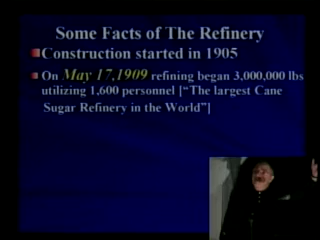 Some Facts of The Refinery
Construction started in 1905
On May 17,1909 refining began 3,000,000 lbs
utilizing 1,600 personnel ["The largest Cane
Sugar Refinery in the World"]